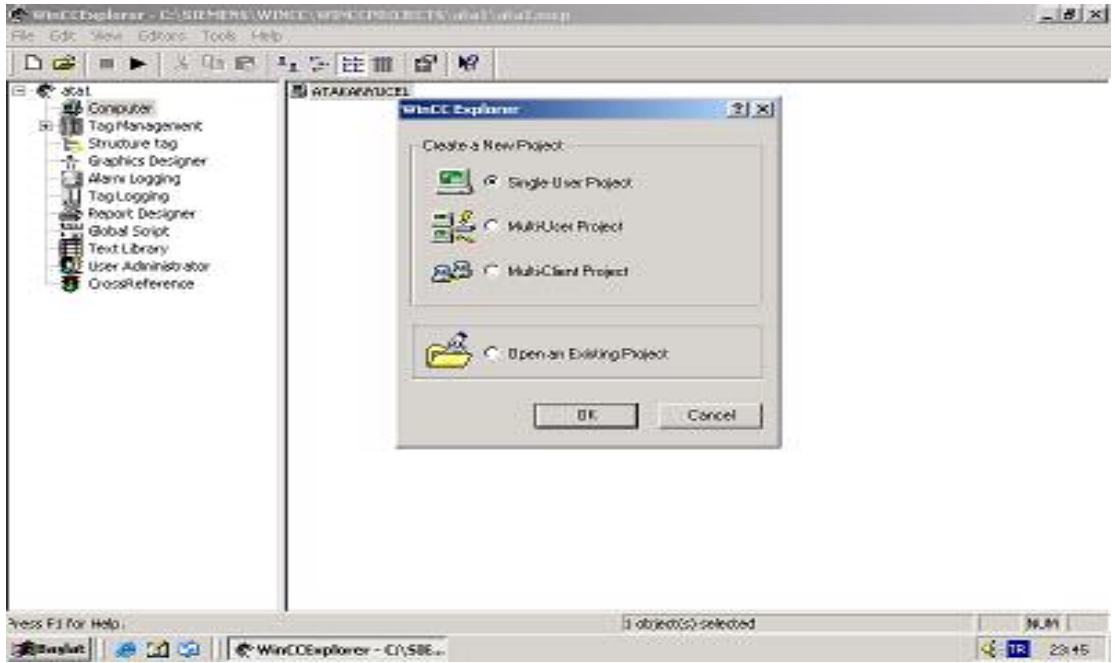 WinCCExplorer - C:\SIEMENS\WINCC\WINCCPROJECTS\atat\atat.mcp
File Edit View Editors Tools Help
atat
Computer
Tag Management
Structure tag
Graphics Designer
Alarm Logging
Tag Logging
Report Designer
Global Script
Text Library
User Administrator
CrossReference
ATAKANYUCEL
WinCC Explorer
Create a New Project
Single-User Project
Multi-User Project
Multi-Client Project
Open an Existing Project
OK Cancel
Press F1 for Help.
1 object(s) selected
NUM
Başlat
WinCCExplorer - C:\SIE...
TR
23:45